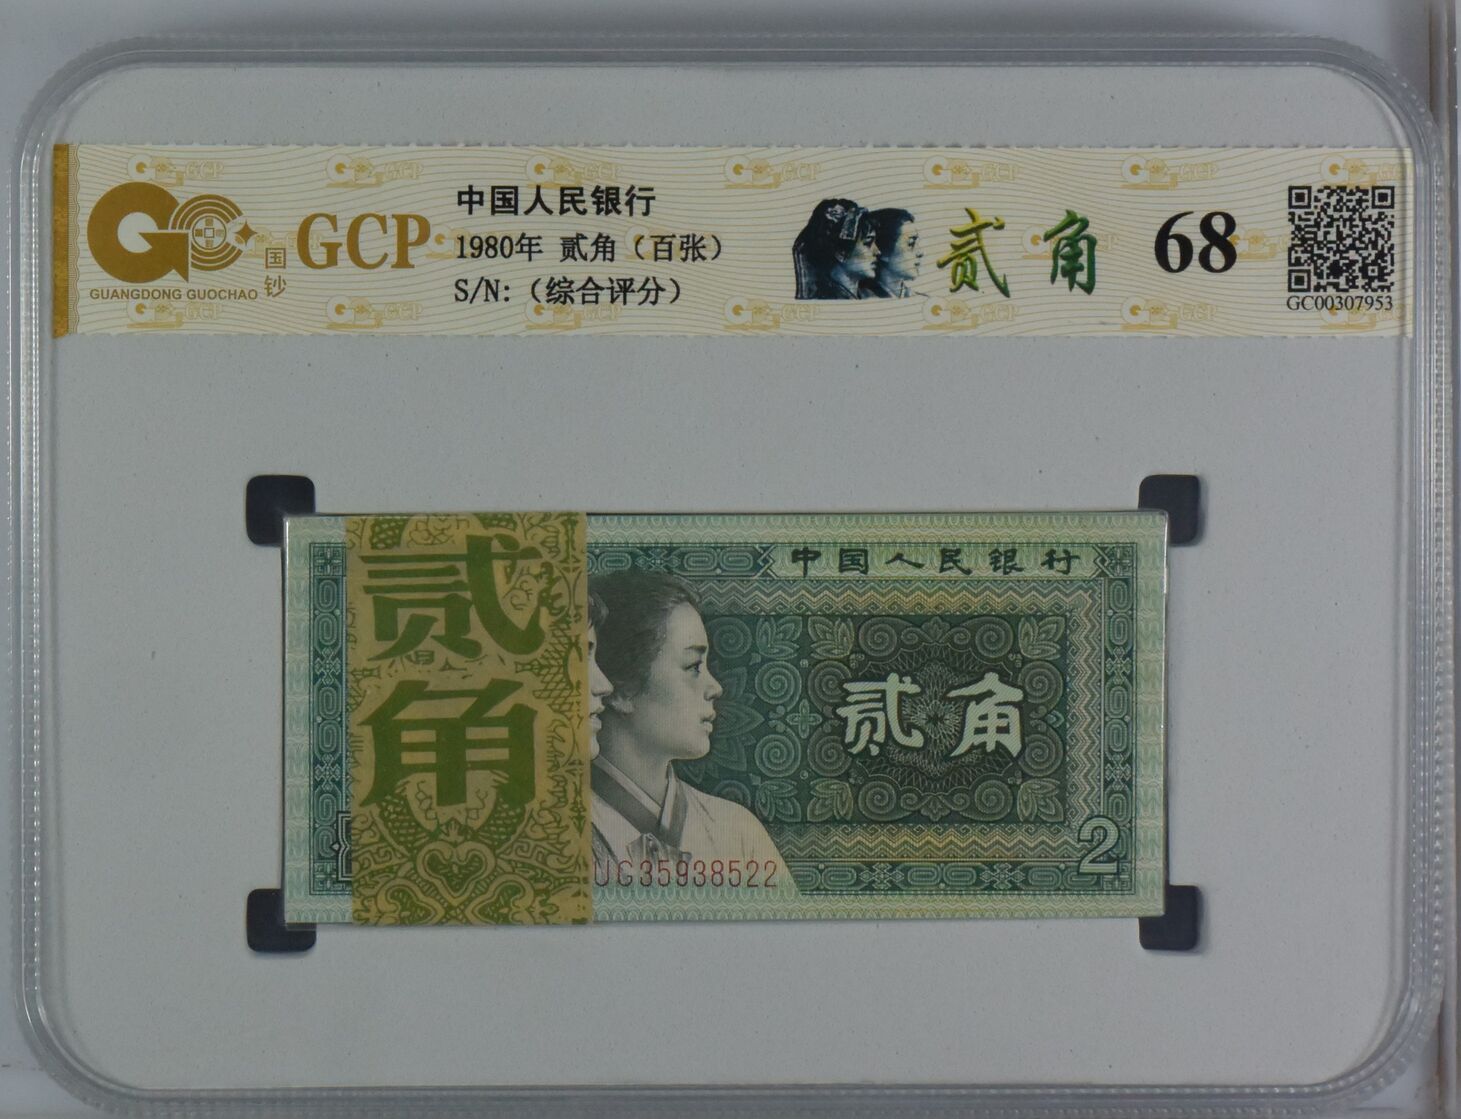 GCP
国钞
GUANGDONG GUOCHAO
中国人民银行
1980年 贰角（百张）
S/N:（综合评分）
贰角
68
GC00307953
贰角
中国人民银行
贰角
UG35938522
2